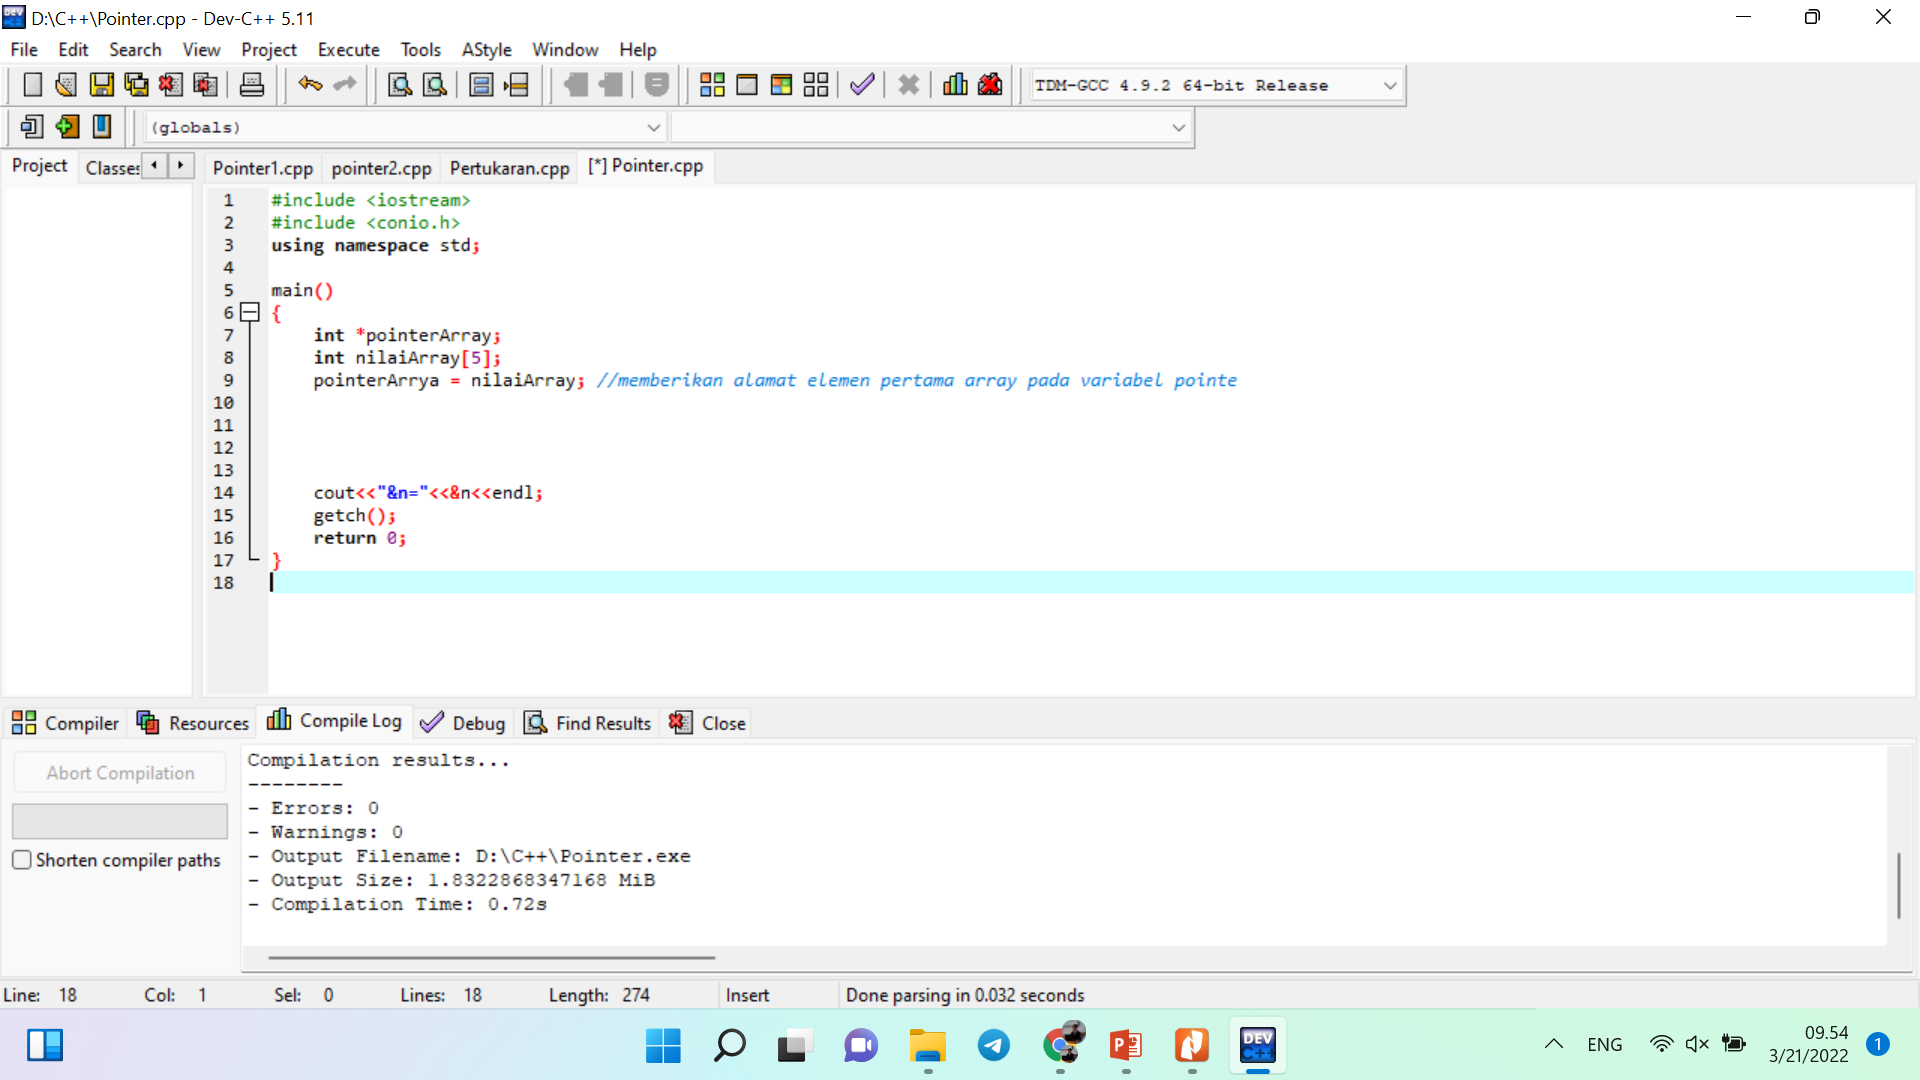 D:\C++\Pointer.cpp - Dev-C++ 5.11
File Edit Search View Project Execute Tools AStyle Window Help
TDM-GCC 4.9.2 64-bit Release
(globals)
Project Classes Pointer1.cpp pointer2.cpp Pertukaran.cpp [*] Pointer.cpp
1 #include <iostream>
2 #include <conio.h>
3 using namespace std;
4
5 main()
6 {
7 int *pointerArray;
8 int nilaiArray[5];
9 pointerArrya = nilaiArray; //memberikan alamat elemen pertama array pada variabel pointe
10
11
12
13
14 cout<<"&n="<<&n<<endl;
15 getch();
16 return 0;
17 }
18
Compiler Resources Compile Log Debug Find Results Close
Abort Compilation
Shorten compiler paths
Compilation results...
--------
- Errors: 0
- Warnings: 0
- Output Filename: D:\C++\Pointer.exe
- Output Size: 1.8322868347168 MiB
- Compilation Time: 0.72s
Line: 18 Col: 1 Sel: 0 Lines: 18 Length: 274 Insert Done parsing in 0.032 seconds
DEV C++
ENG
09.54
3/21/2022
1